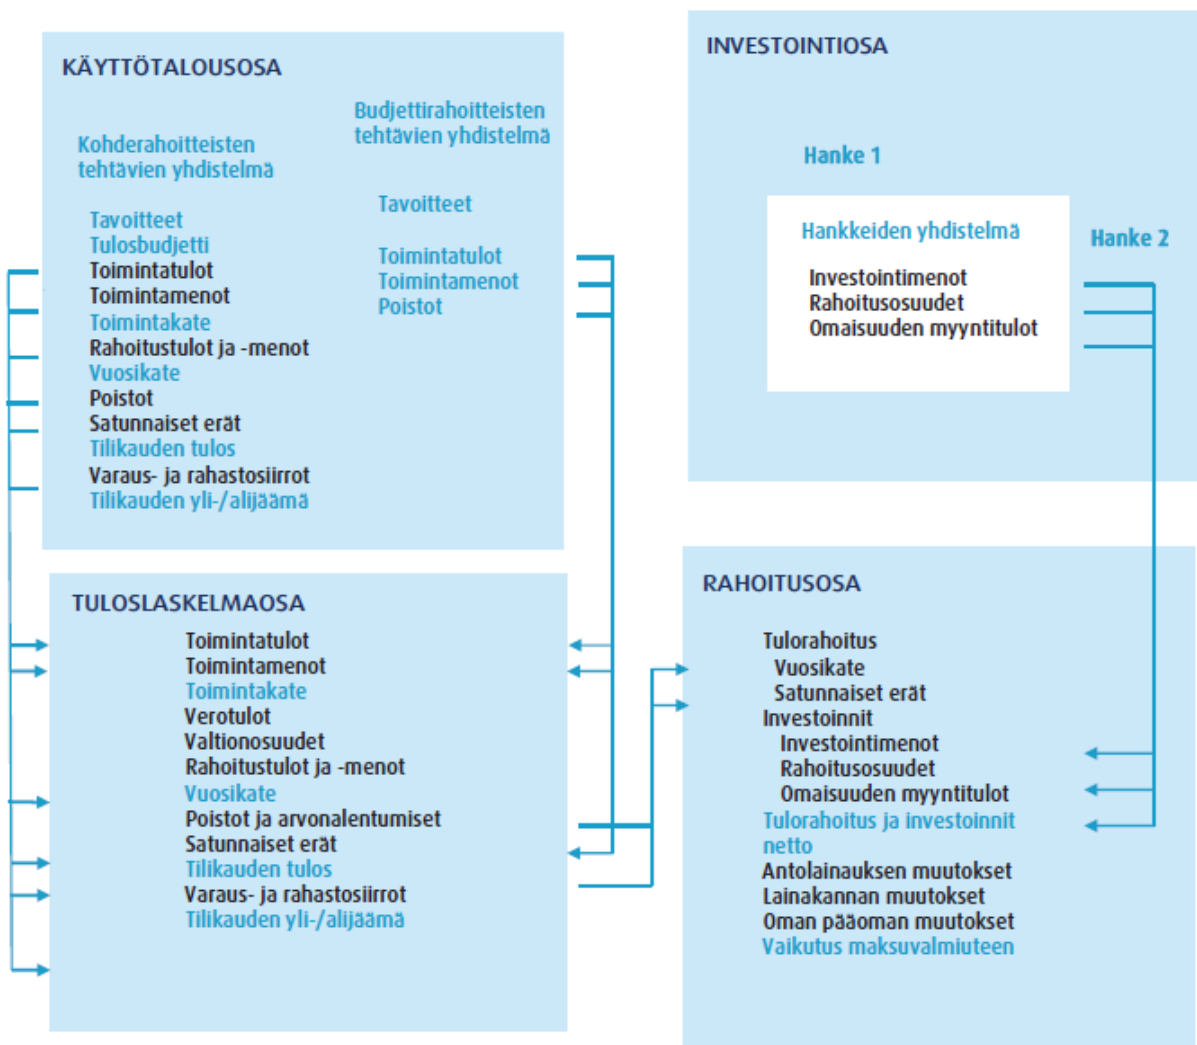 KÄYTTÖTALOUSOSA
Kohderahoitteisten
tehtävien yhdistelmä
Tavoitteet
Tulosbudjetti
Toimintatulot
Toimintamenot
Toimintakate
Rahoitustulot ja -menot
Vuosikate
Poistot
Satunnaiset erät
Tilikauden tulos
Varaus- ja rahastosiirrot
Tilikauden yli-/alijäämä
Budjettirahoitteisten
tehtävien yhdistelmä
Tavoitteet
Toimintatulot
Toimintamenot
Poistot
INVESTOINTIOSA
Hanke 1
Hankkeiden yhdistelmä
Investointimenot
Rahoitusosuudet
Omaisuuden myyntitulot
Hanke 2
TULOSLASKELMAOSA
Toimintatulot
Toimintamenot
Toimintakate
Verotulot
Valtionosuudet
Rahoitustulot ja -menot
Vuosikate
Poistot ja arvonalentumiset
Satunnaiset erät
Tilikauden tulos
Varaus- ja rahastosiirrot
Tilikauden yli-/alijäämä
RAHOITUSOSA
Tulorahoitus
Vuosikate
Satunnaiset erät
Investoinnit
Investointimenot
Rahoitusosuudet
Omaisuuden myyntitulot
Tulorahoitus ja investoinnit
netto
Antolainauksen muutokset
Lainakannan muutokset
Oman pääoman muutokset
Vaikutus maksuvalmiuteen